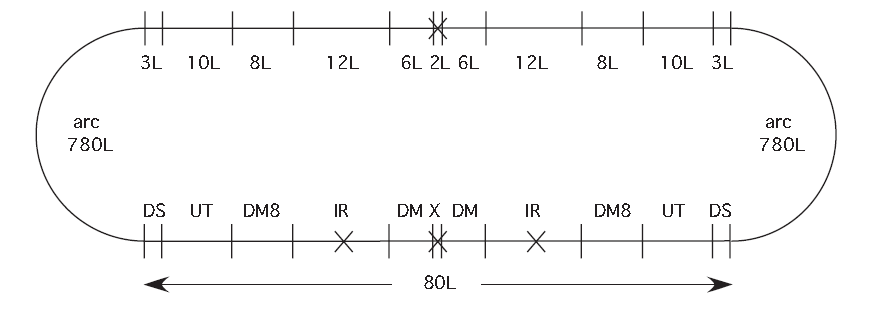 3L 10L 8L 12L 6L 2L 6L 12L 8L 10L 3L
arc
780L
arc
780L
DS UT DM8 IR DM X DM IR DM8 UT DS
80L